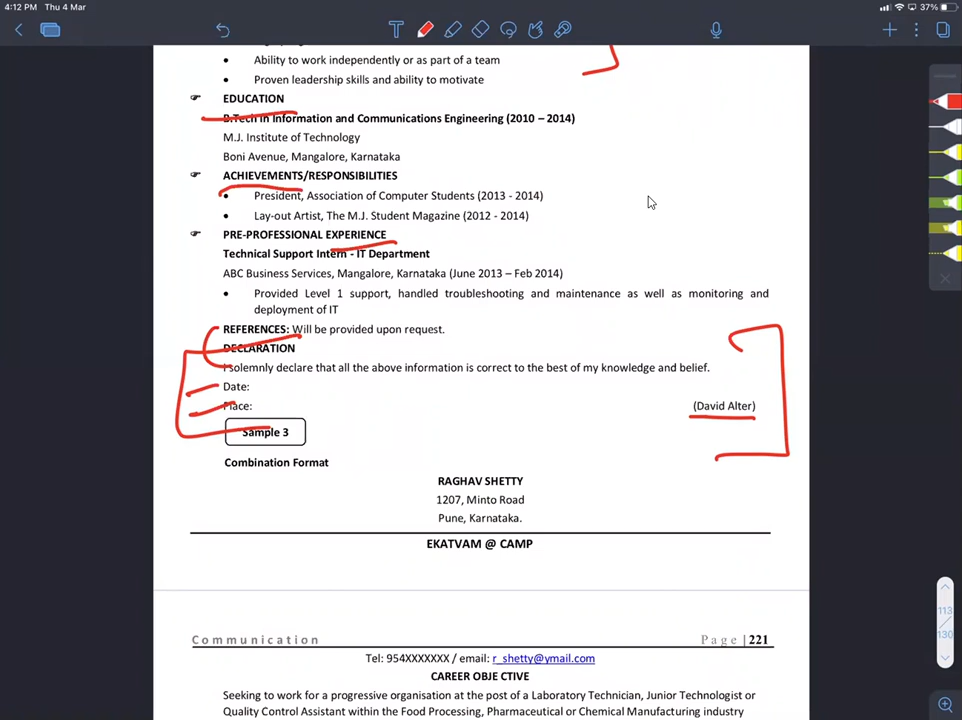 4:12 PM Thu 4 Mar
37%
• Ability to work independently or as part of a team
• Proven leadership skills and ability to motivate
EDUCATION
B.Tech in Information and Communications Engineering (2010 – 2014)
M.J. Institute of Technology
Boni Avenue, Mangalore, Karnataka
ACHIEVEMENTS/RESPONSIBILITIES
• President, Association of Computer Students (2013 - 2014)
• Lay-out Artist, The M.J. Student Magazine (2012 - 2014)
PRE-PROFESSIONAL EXPERIENCE
Technical Support Intern - IT Department
ABC Business Services, Mangalore, Karnataka (June 2013 – Feb 2014)
• Provided Level 1 support, handled troubleshooting and maintenance as well as monitoring and
deployment of IT
REFERENCES: Will be provided upon request.
DECLARATION
I solemnly declare that all the above information is correct to the best of my knowledge and belief.
Date:
Place: (David Alter)
Sample 3
Combination Format
RAGHAV SHETTY
1207, Minto Road
Pune, Karnataka.
EKATVAM @ CAMP
113
130
Communication Page |221
Tel: 954XXXXXXX / email: r_shetty@ymail.com
CAREER OBJECTIVE
Seeking to work for a progressive organisation at the post of a Laboratory Technician, Junior Technologist or
Quality Control Assistant within the Food Processing, Pharmaceutical or Chemical Manufacturing industry